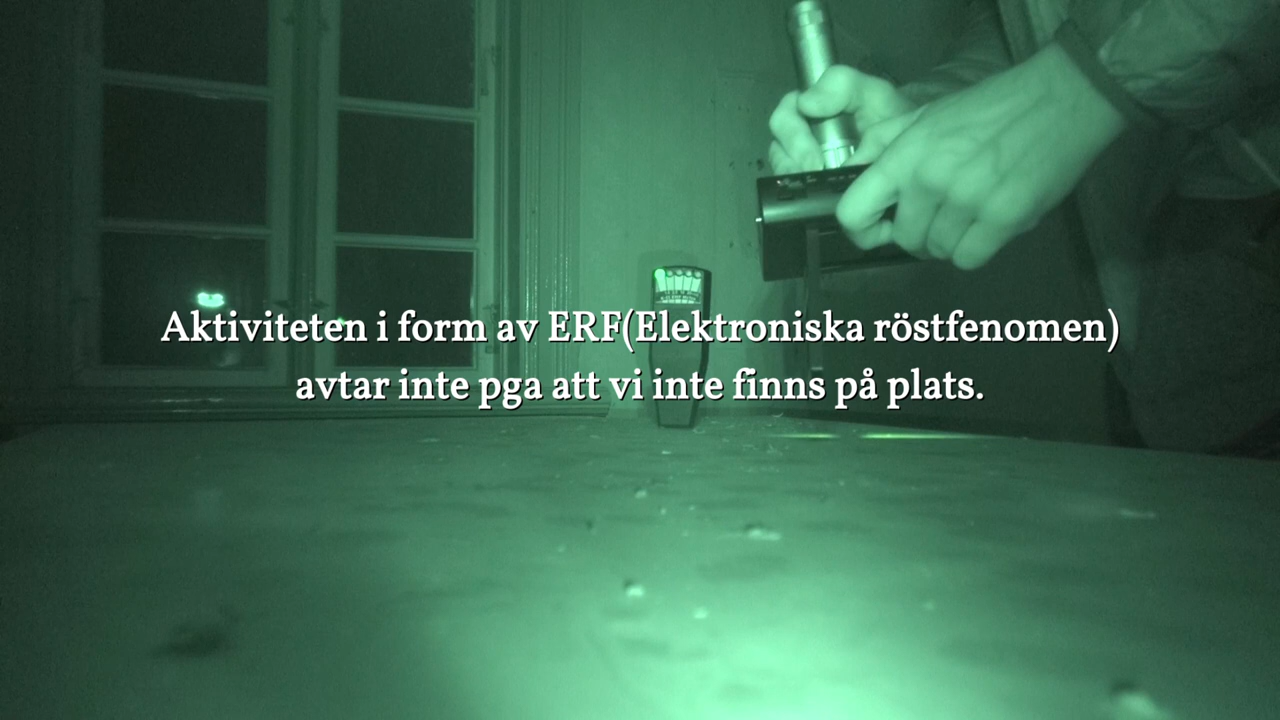 Aktiviteten i form av ERF(Elektroniska röstfenomen)
avtar inte pga att vi inte finns på plats.